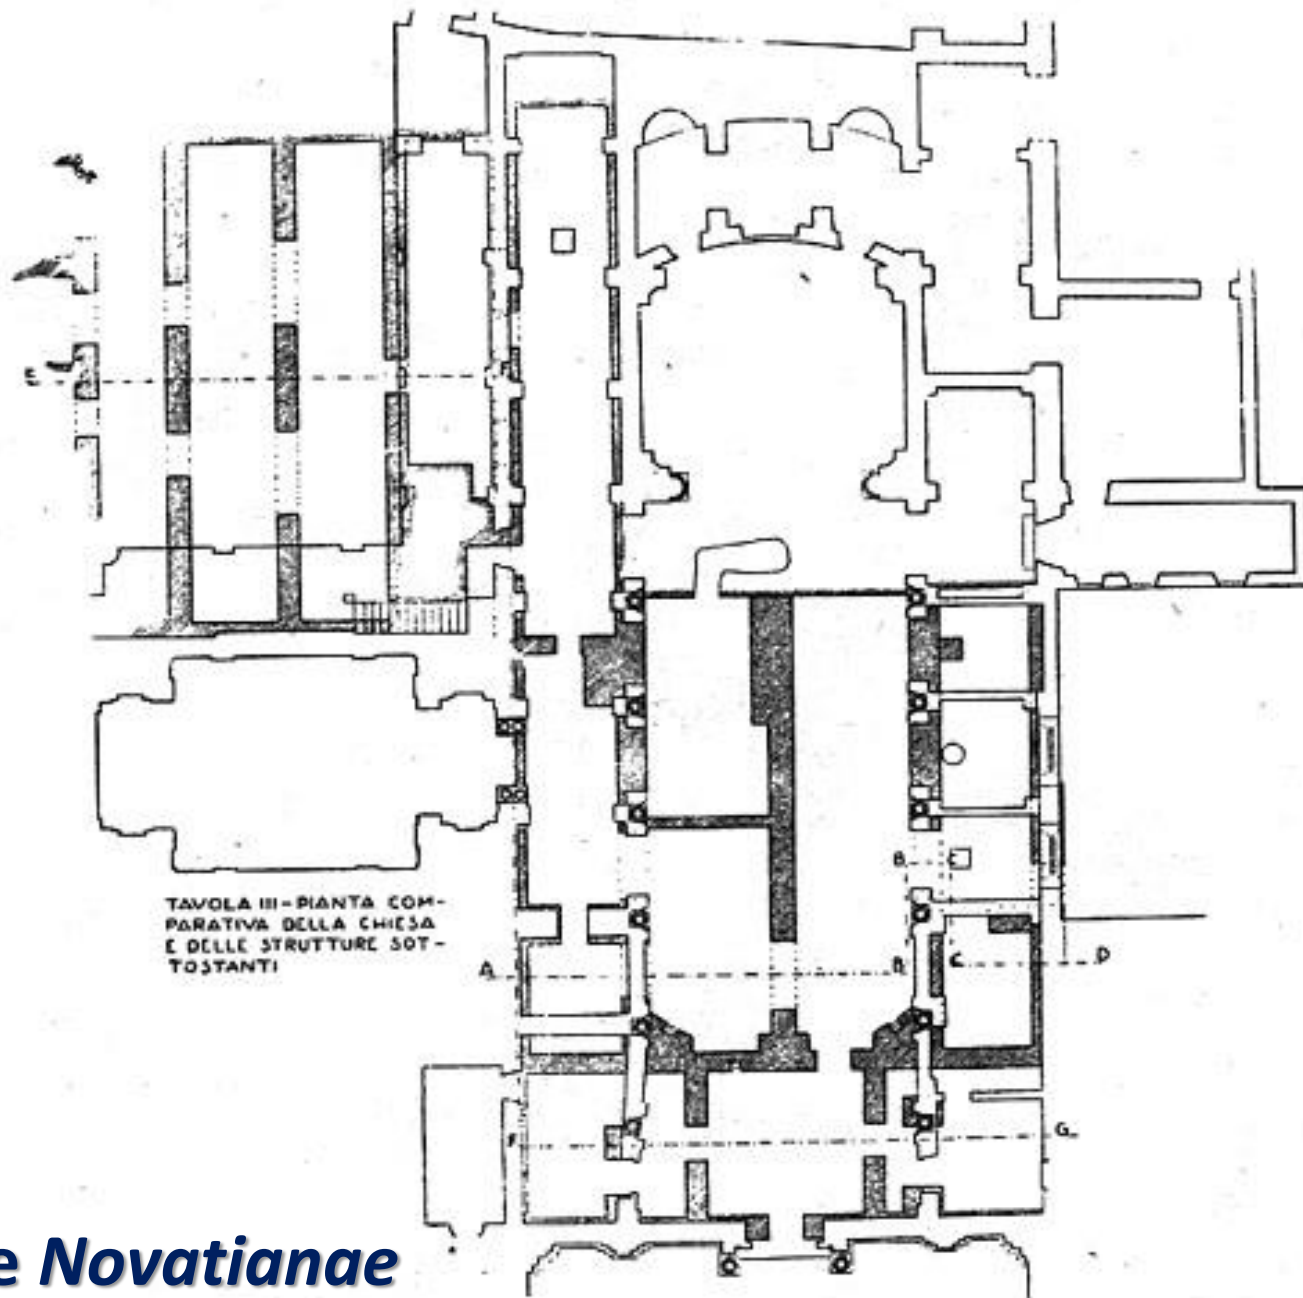 E
B
A
B
C
D
TAVOLA III - PIANTA COM-
PARATIVA DELLA CHIESA
E DELLE STRUTTURE SOT-
TOSTANTI
F
G
e Novatianae